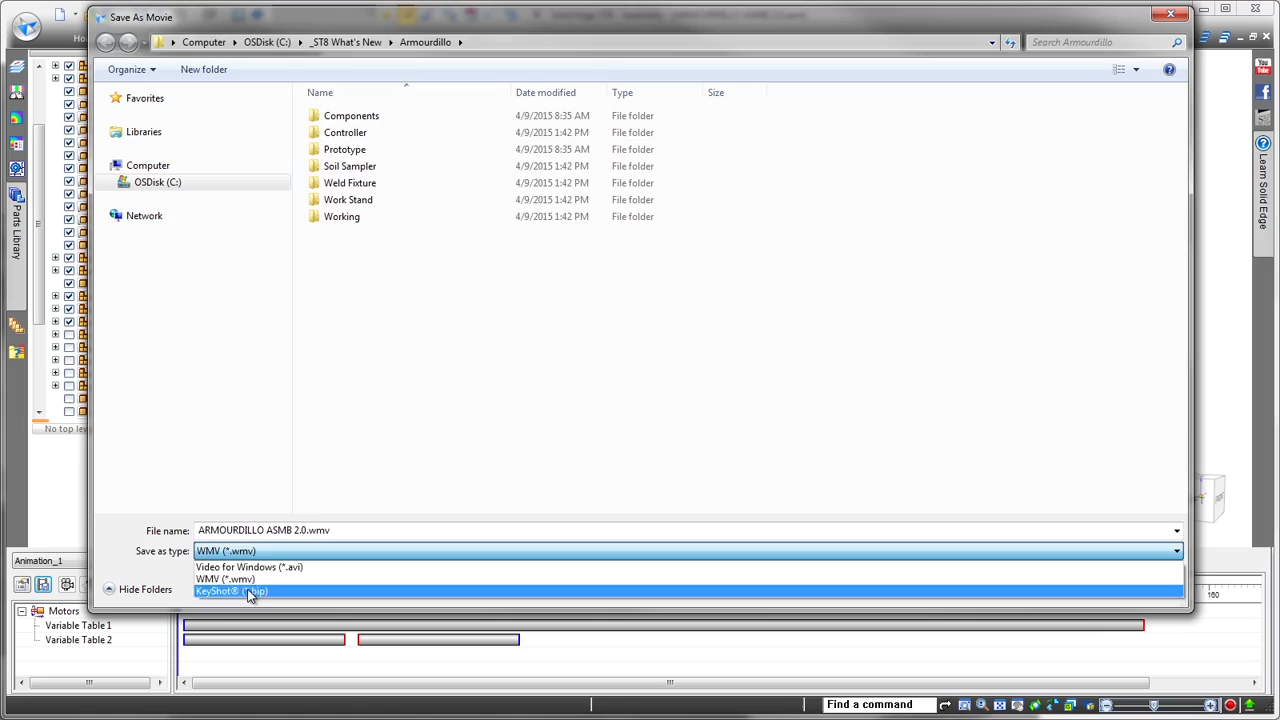 Save As Movie
Computer OSDisk (C:) _ST8 What's New Armourdillo
Search Armourdillo
Organize New folder
Name Date modified Type Size
Favorites
Libraries
Computer
OSDisk (C:)
Network
Components 4/9/2015 8:35 AM File folder
Controller 4/9/2015 1:42 PM File folder
Prototype 4/9/2015 8:35 AM File folder
Soil Sampler 4/9/2015 1:42 PM File folder
Weld Fixture 4/9/2015 1:42 PM File folder
Work Stand 4/9/2015 1:42 PM File folder
Working 4/9/2015 1:42 PM File folder
Parts Library
You Tube
Learn Solid Edge
No top lev
File name: ARMOURDILLO ASMB 2.0.wmv
Save as type: WMV (*.wmv)
Video for Windows (*.avi)
WMV (*.wmv)
KeyShot® (*.bip)
Hide Folders
Animation_1
160
Motors
Variable Table 1
Variable Table 2
Find a command